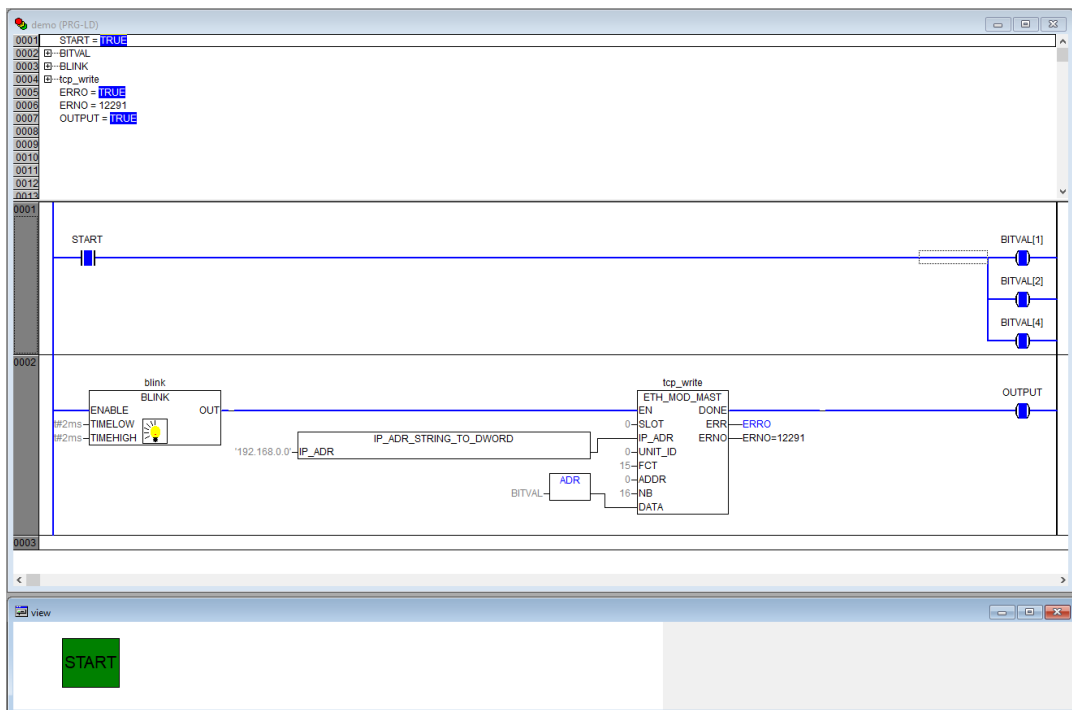 demo (PRG-LD)
0001 START = TRUE
0002 BITVAL
0003 BLINK
0004 tcp_write
0005 ERRO = TRUE
0006 ERNO = 12291
0007 OUTPUT = TRUE
0008
0009
0010
0011
0012
0013
0001
START BITVAL[1]
BITVAL[2]
BITVAL[4]
0002
blink tcp_write OUTPUT
BLINK ETH_MOD_MAST
ENABLE OUT EN DONE
t#2ms TIMELOW 0 SLOT ERR ERRO
t#2ms TIMEHIGH IP_ADR_STRING_TO_DWORD IP_ADR ERNO ERNO=12291
'192.168.0.0' IP_ADR 0 UNIT_ID
15 FCT
ADR 0 ADDR
BITVAL 16 NB
DATA
0003
view
START